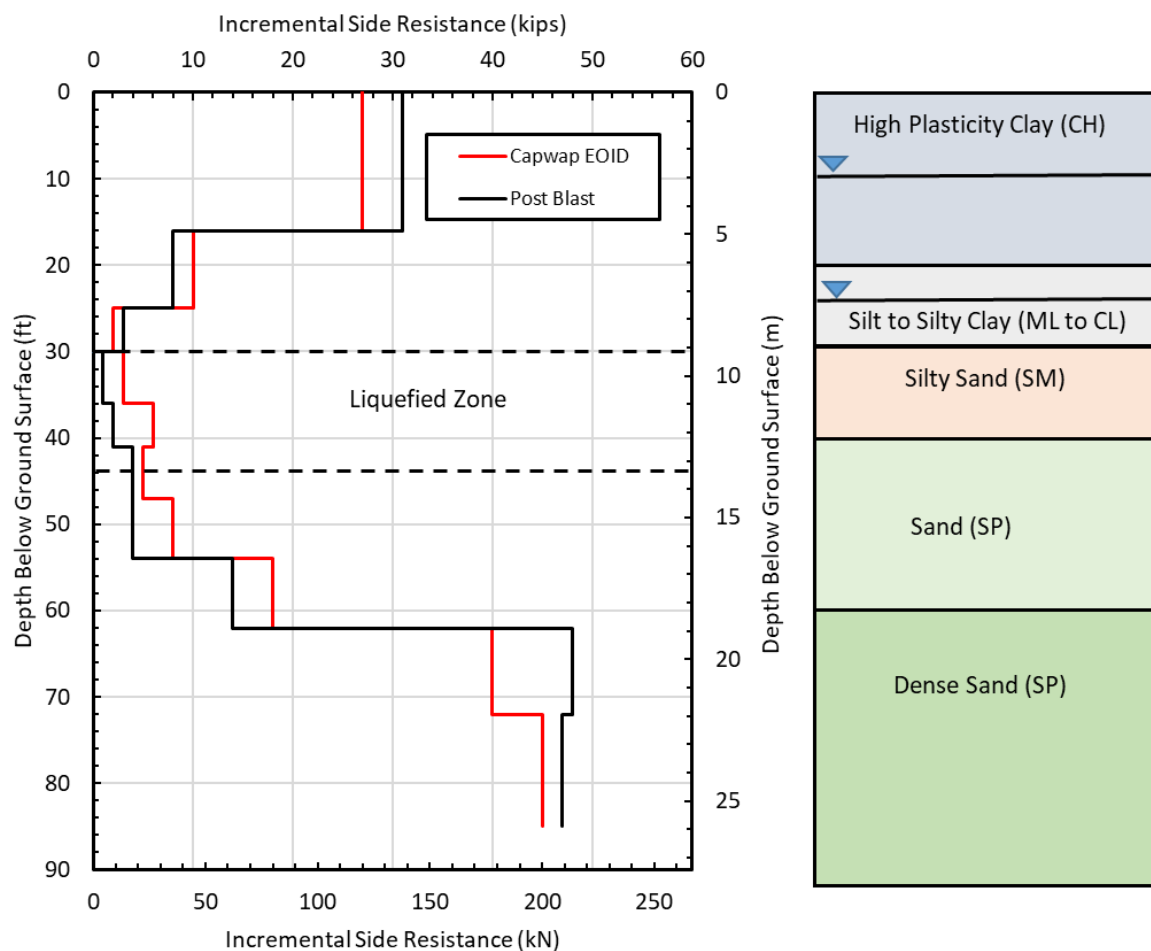 Incremental Side Resistance (kips)
0 10 20 30 40 50 60
Depth Below Ground Surface (ft)
0
10
20
30
40
50
60
70
80
90
Capwap EOID
Post Blast
Liquefied Zone
0
5
10
15
20
25
Depth Below Ground Surface (m)
0 50 100 150 200 250
Incremental Side Resistance (kN)
High Plasticity Clay (CH)
Silt to Silty Clay (ML to CL)
Silty Sand (SM)
Sand (SP)
Dense Sand (SP)